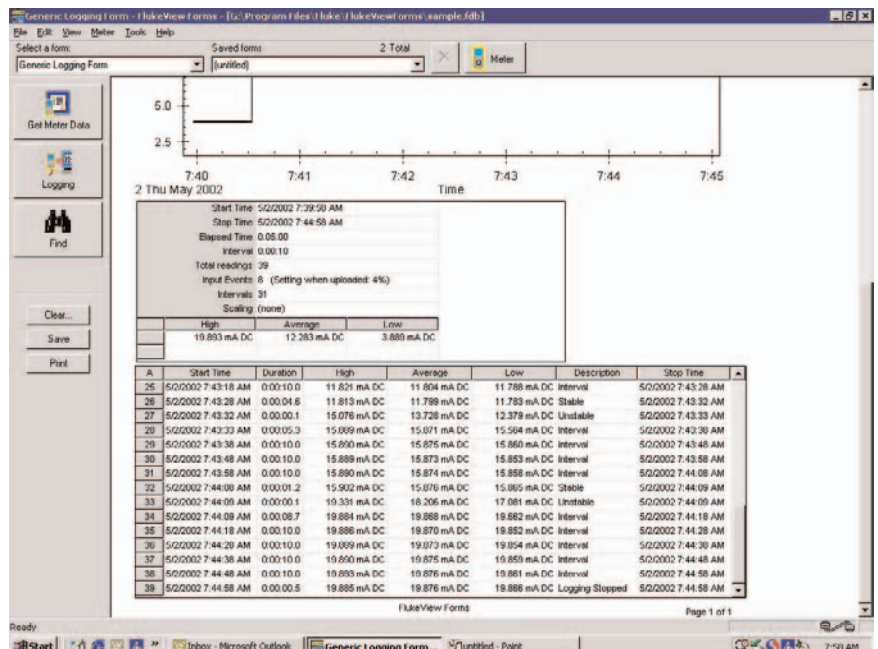 Generic Logging Form - FlukeView Forms - [G:\Program Files\Fluke\FlukeViewForms\sample.fdb]
File Edit View Meter Tools Help
Select a form: Saved forms 2 Total
Generic Logging Form (untitled) Meter
Get Meter Data
Logging
Find
Clear...
Save
Print
5.0
2.5
7:40 7:41 7:42 7:43 7:44 7:45
2 Thu May 2002 Time
Start Time 5/2/2002 7:39:58 AM
Stop Time 5/2/2002 7:44:58 AM
Elapsed Time 0:05:00
Interval 0:00:10
Total readings 39
Input Events 8 (Setting when uploaded: 4%)
Intervals 31
Scaling (none)
High Average Low
19.893 mA DC 12.283 mA DC 3.889 mA DC
A Start Time Duration High Average Low Description Stop Time
25 5/2/2002 7:43:18 AM 0:00:10.0 11.821 mA DC 11.804 mA DC 11.788 mA DC Interval 5/2/2002 7:43:28 AM
26 5/2/2002 7:43:28 AM 0:00:04.6 11.813 mA DC 11.799 mA DC 11.783 mA DC Stable 5/2/2002 7:43:32 AM
27 5/2/2002 7:43:32 AM 0:00:00.1 15.076 mA DC 13.728 mA DC 12.379 mA DC Unstable 5/2/2002 7:43:33 AM
28 5/2/2002 7:43:33 AM 0:00:05.3 15.889 mA DC 15.871 mA DC 15.564 mA DC Interval 5/2/2002 7:43:38 AM
29 5/2/2002 7:43:38 AM 0:00:10.0 15.890 mA DC 15.875 mA DC 15.860 mA DC Interval 5/2/2002 7:43:48 AM
30 5/2/2002 7:43:48 AM 0:00:10.0 15.889 mA DC 15.873 mA DC 15.853 mA DC Interval 5/2/2002 7:43:58 AM
31 5/2/2002 7:43:58 AM 0:00:10.0 15.890 mA DC 15.874 mA DC 15.858 mA DC Interval 5/2/2002 7:44:08 AM
32 5/2/2002 7:44:08 AM 0:00:01.2 15.902 mA DC 15.876 mA DC 15.865 mA DC Stable 5/2/2002 7:44:09 AM
33 5/2/2002 7:44:09 AM 0:00:00.1 19.331 mA DC 18.206 mA DC 17.081 mA DC Unstable 5/2/2002 7:44:09 AM
34 5/2/2002 7:44:09 AM 0:00:08.7 19.884 mA DC 19.868 mA DC 19.662 mA DC Interval 5/2/2002 7:44:18 AM
35 5/2/2002 7:44:18 AM 0:00:10.0 19.886 mA DC 19.870 mA DC 19.852 mA DC Interval 5/2/2002 7:44:28 AM
36 5/2/2002 7:44:28 AM 0:00:10.0 19.889 mA DC 19.873 mA DC 19.854 mA DC Interval 5/2/2002 7:44:38 AM
37 5/2/2002 7:44:38 AM 0:00:10.0 19.890 mA DC 19.875 mA DC 19.859 mA DC Interval 5/2/2002 7:44:48 AM
38 5/2/2002 7:44:48 AM 0:00:10.0 19.893 mA DC 19.876 mA DC 19.861 mA DC Interval 5/2/2002 7:44:58 AM
39 5/2/2002 7:44:58 AM 0:00:00.5 19.885 mA DC 19.876 mA DC 19.866 mA DC Logging Stopped 5/2/2002 7:44:58 AM
FlukeView Forms Page 1 of 1
Ready
Start » Inbox - Microsoft Outlook Generic Logging Form... untitled - Paint 7:50 AM